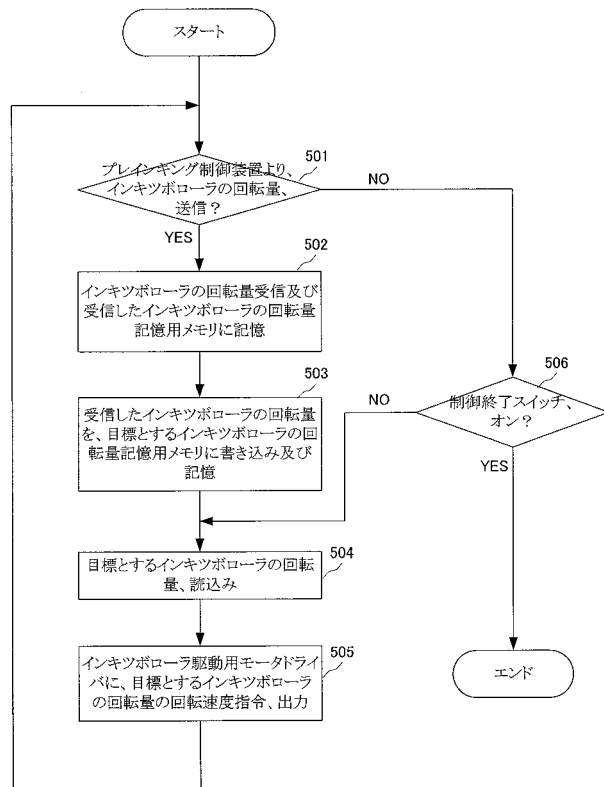 スタート
501
プレインキング制御装置より、
インキツボローラの回転量、
送信?
NO
YES
502
インキツボローラの回転量受信及び
受信したインキツボローラの回転量
記憶用メモリに記憶
503
受信したインキツボローラの回転量
を、目標とするインキツボローラの回
転量記憶用メモリに書き込み及び
記憶
506
制御終了スイッチ、
オン?
NO
YES
504
目標とするインキツボローラの回転
量、読込み
505
インキツボローラ駆動用モータドライ
バに、目標とするインキツボローラ
の回転量の回転速度指令、出力
エンド